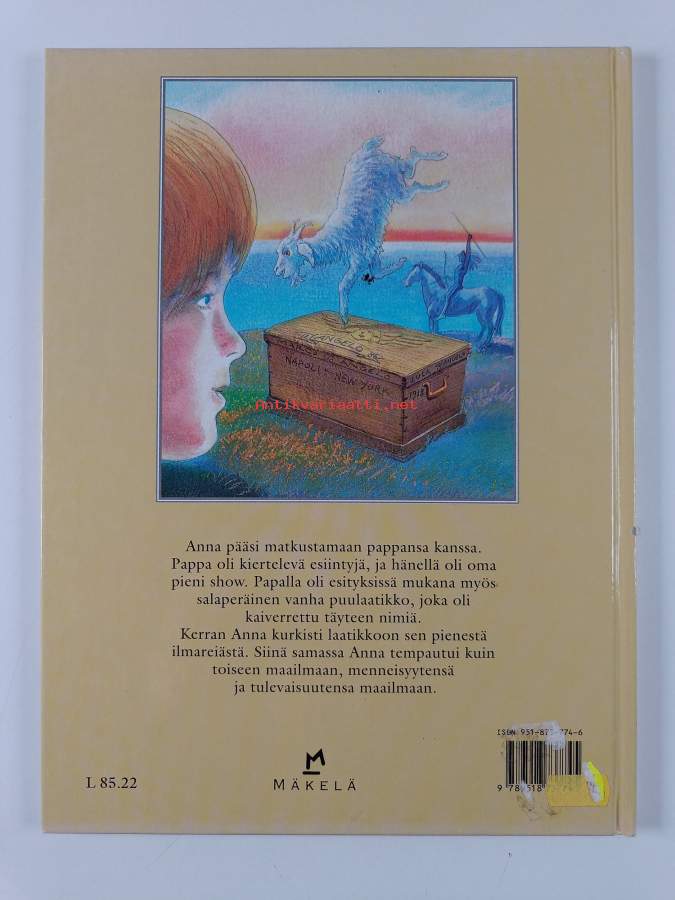 NAPOLI - NEW YORK
1918
Antikvariaatti.net
Anna pääsi matkustamaan pappansa kanssa.
Pappa oli kiertelevä esiintyjä, ja hänellä oli oma
pieni show. Papalla oli esityksissä mukana myös
salaperäinen vanha puulaatikko, joka oli
kaiverrettu täyteen nimiä.
Kerran Anna kurkisti laatikkoon sen pienestä
ilmareiästä. Siinä samassa Anna tempautui kuin
toiseen maailmaan, menneisyytensä
ja tulevaisuutensa maailmaan.
L 85.22
MÄKELÄ
ISBN